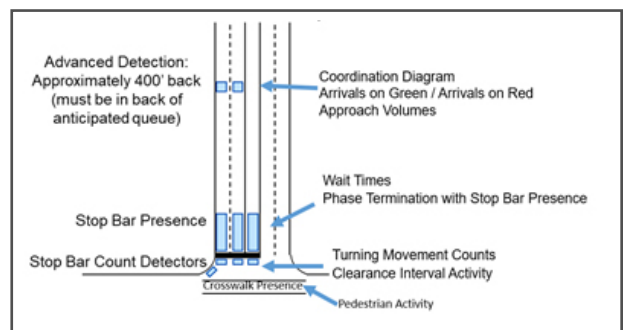 Advanced Detection:
Approximately 400' back
(must be in back of
anticipated queue)
Coordination Diagram
Arrivals on Green / Arrivals on Red
Approach Volumes
Wait Times
Phase Termination with Stop Bar Presence
Stop Bar Presence
Stop Bar Count Detectors
Turning Movement Counts
Clearance Interval Activity
Crosswalk Presence
Pedestrian Activity